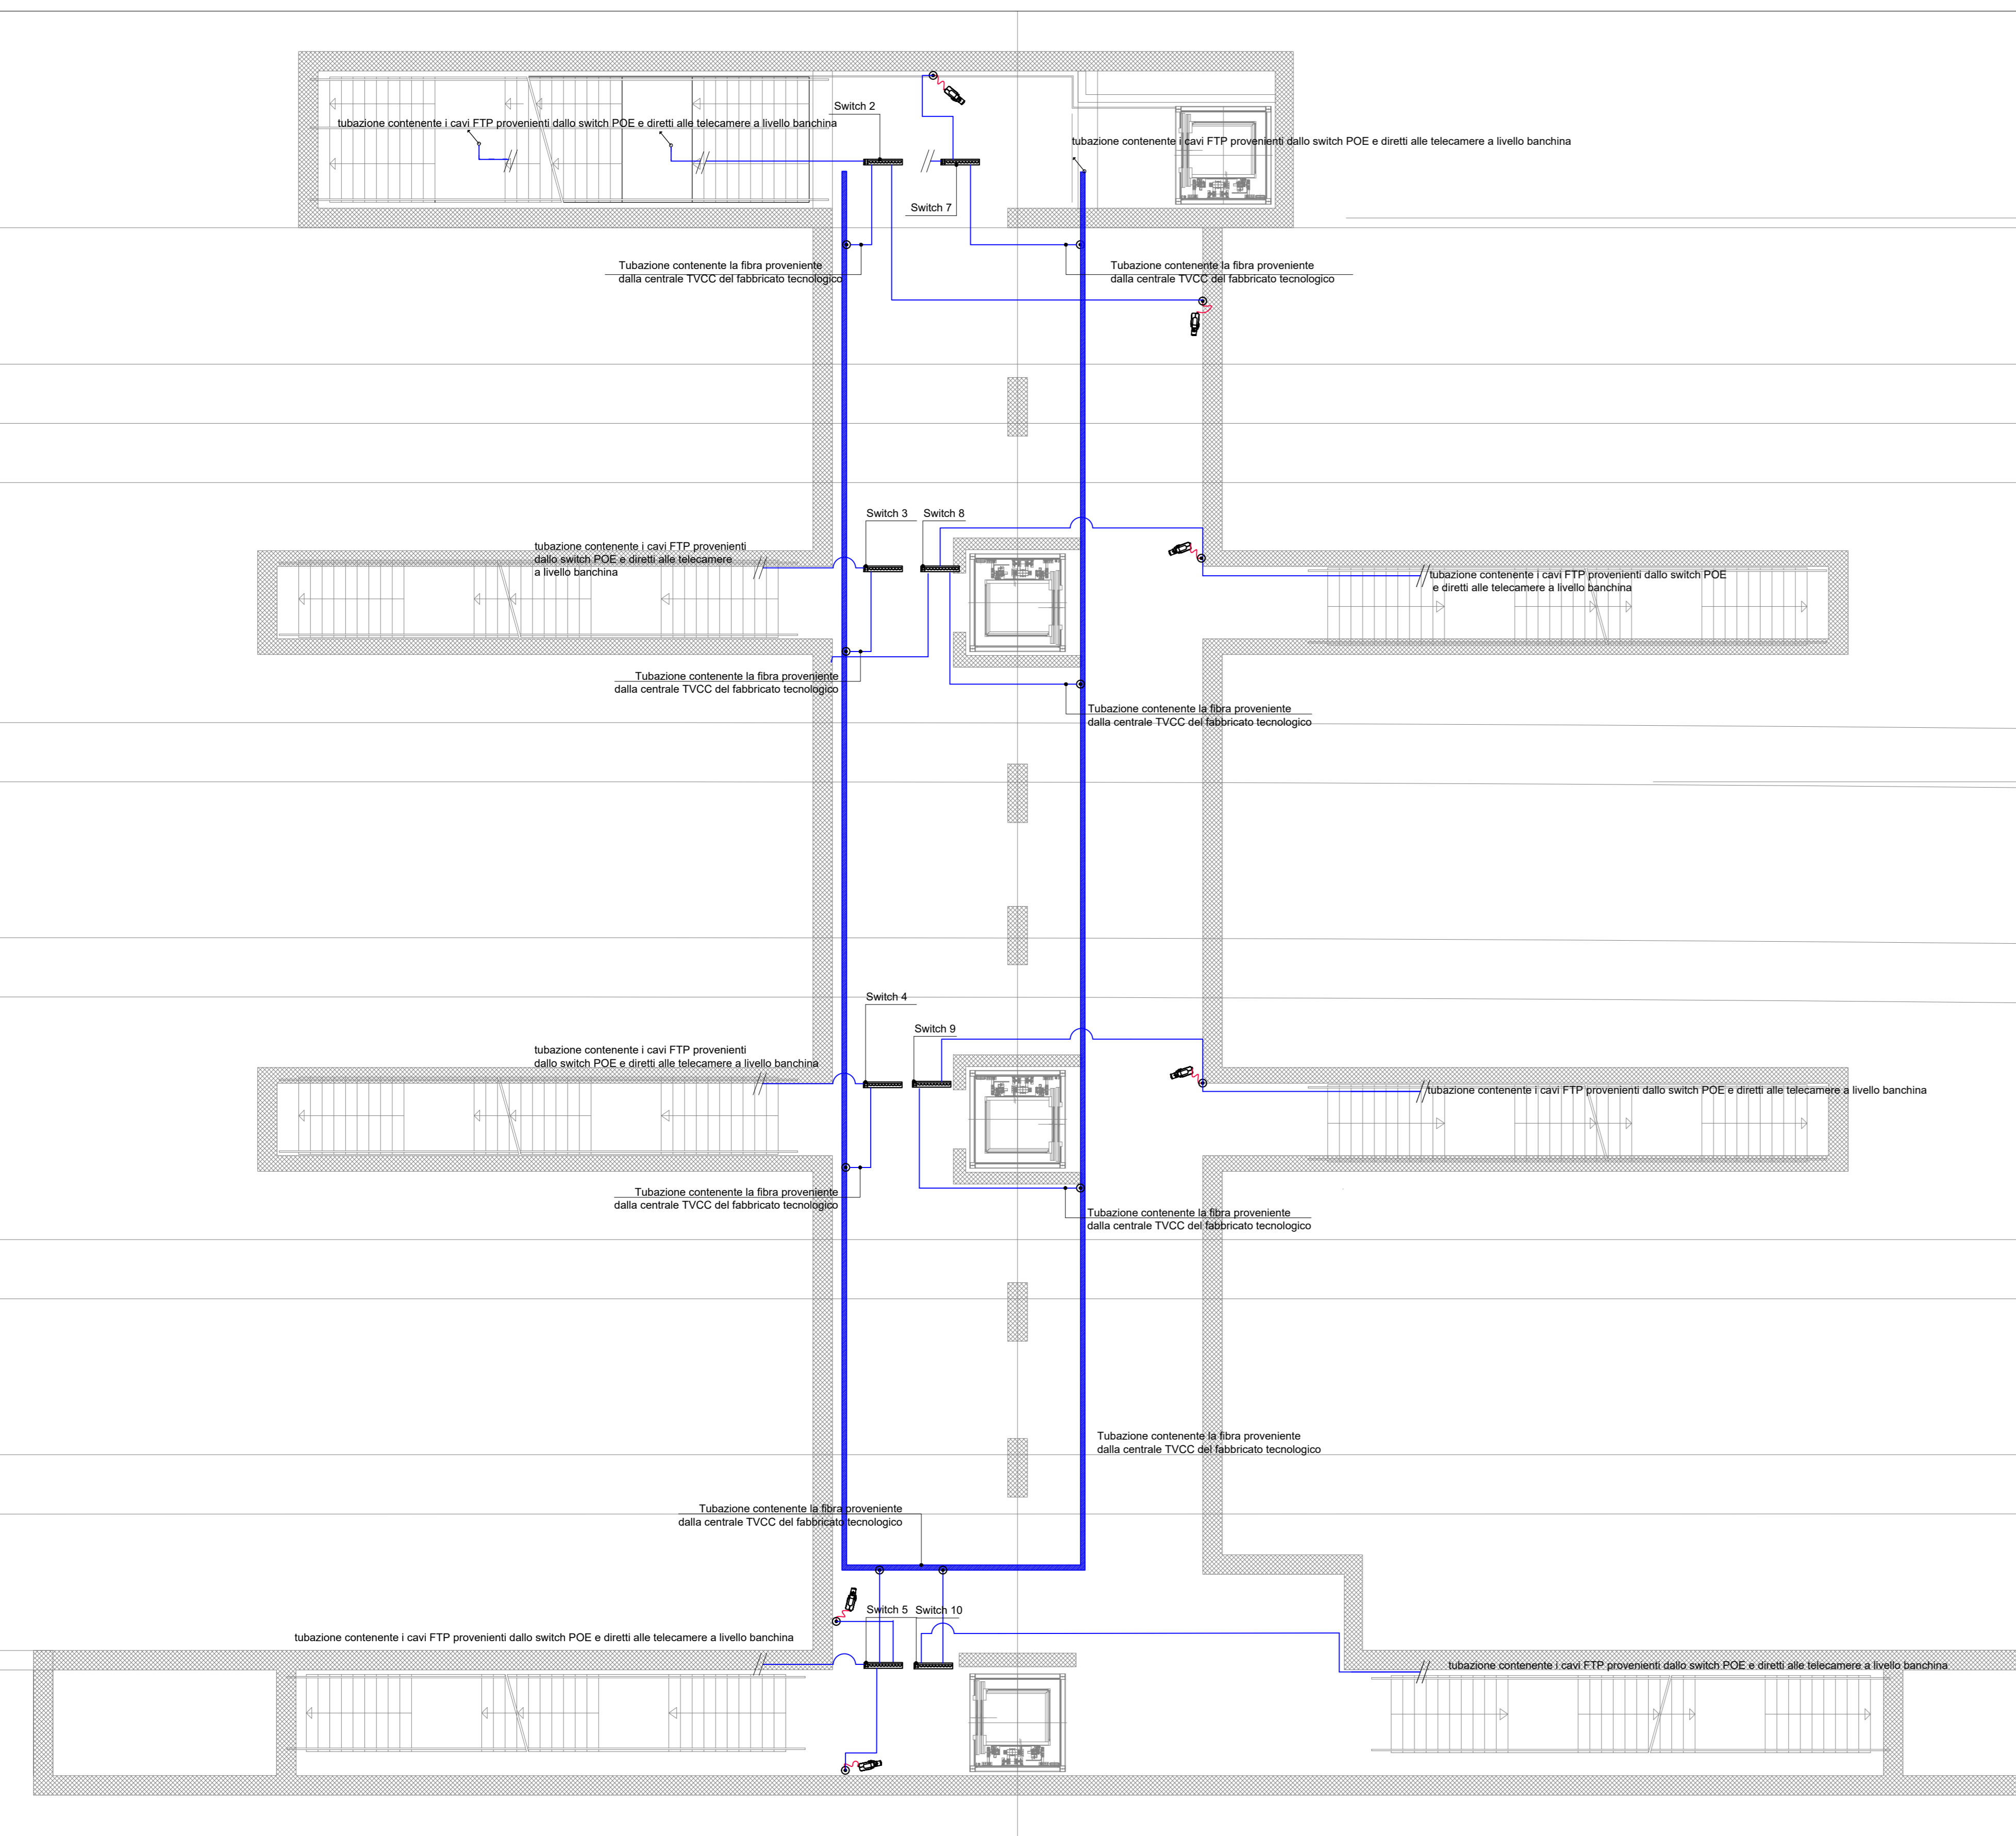 Switch 2
tubazione contenente i cavi FTP provenienti dallo switch POE e diretti alle telecamere a livello banchina
tubazione contenente i cavi FTP provenienti dallo switch POE e diretti alle telecamere a livello banchina
Switch 7
Tubazione contenente la fibra proveniente
dalla centrale TVCC del fabbricato tecnologico
Tubazione contenente la fibra proveniente
dalla centrale TVCC del fabbricato tecnologico
Switch 3
Switch 8
tubazione contenente i cavi FTP provenienti
dallo switch POE e diretti alle telecamere
a livello banchina
tubazione contenente i cavi FTP provenienti dallo switch POE
e diretti alle telecamere a livello banchina
Tubazione contenente la fibra proveniente
dalla centrale TVCC del fabbricato tecnologico
Tubazione contenente la fibra proveniente
dalla centrale TVCC del fabbricato tecnologico
Switch 4
Switch 9
tubazione contenente i cavi FTP provenienti
dallo switch POE e diretti alle telecamere a livello banchina
tubazione contenente i cavi FTP provenienti dallo switch POE e diretti alle telecamere a livello banchina
Tubazione contenente la fibra proveniente
dalla centrale TVCC del fabbricato tecnologico
Tubazione contenente la fibra proveniente
dalla centrale TVCC del fabbricato tecnologico
Tubazione contenente la fibra proveniente
dalla centrale TVCC del fabbricato tecnologico
Tubazione contenente la fibra proveniente
dalla centrale TVCC del fabbricato tecnologico
Switch 5
Switch 10
tubazione contenente i cavi FTP provenienti dallo switch POE e diretti alle telecamere a livello banchina
tubazione contenente i cavi FTP provenienti dallo switch POE e diretti alle telecamere a livello banchina